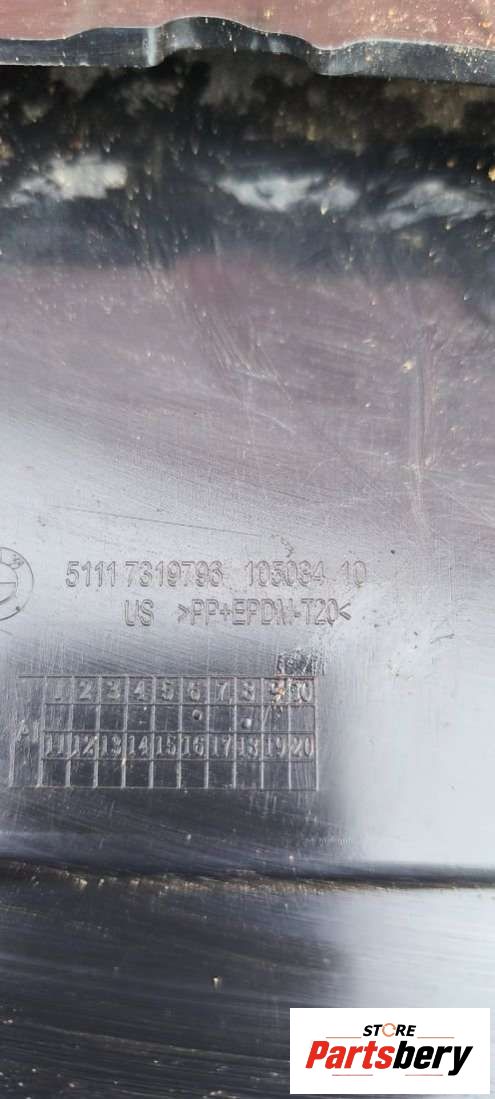 51117319793 105034 10
US >PP+EPDM-T20<
1 2 3 4 5 6 7 8 9 10
11 12 13 14 15 16 17 18 19 20
STORE
Partsbery